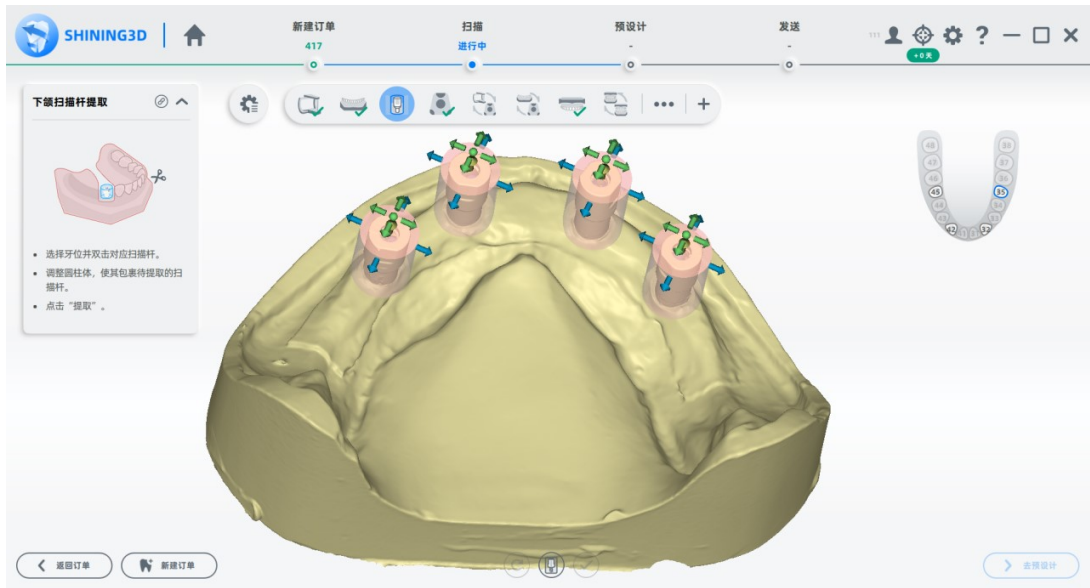 SHINING3D
新建订单
417
扫描
进行中
预设计
-
发送
-
111
+0天
下颌扫描杆提取
• 选择牙位并双击对应扫描杆。
• 调整圆柱体，使其包裹待提取的扫
描杆。
• 点击“提取”。
48
38
47
37
46
36
45
35
44
34
43
33
42
32
返回订单
新建订单
去预设计